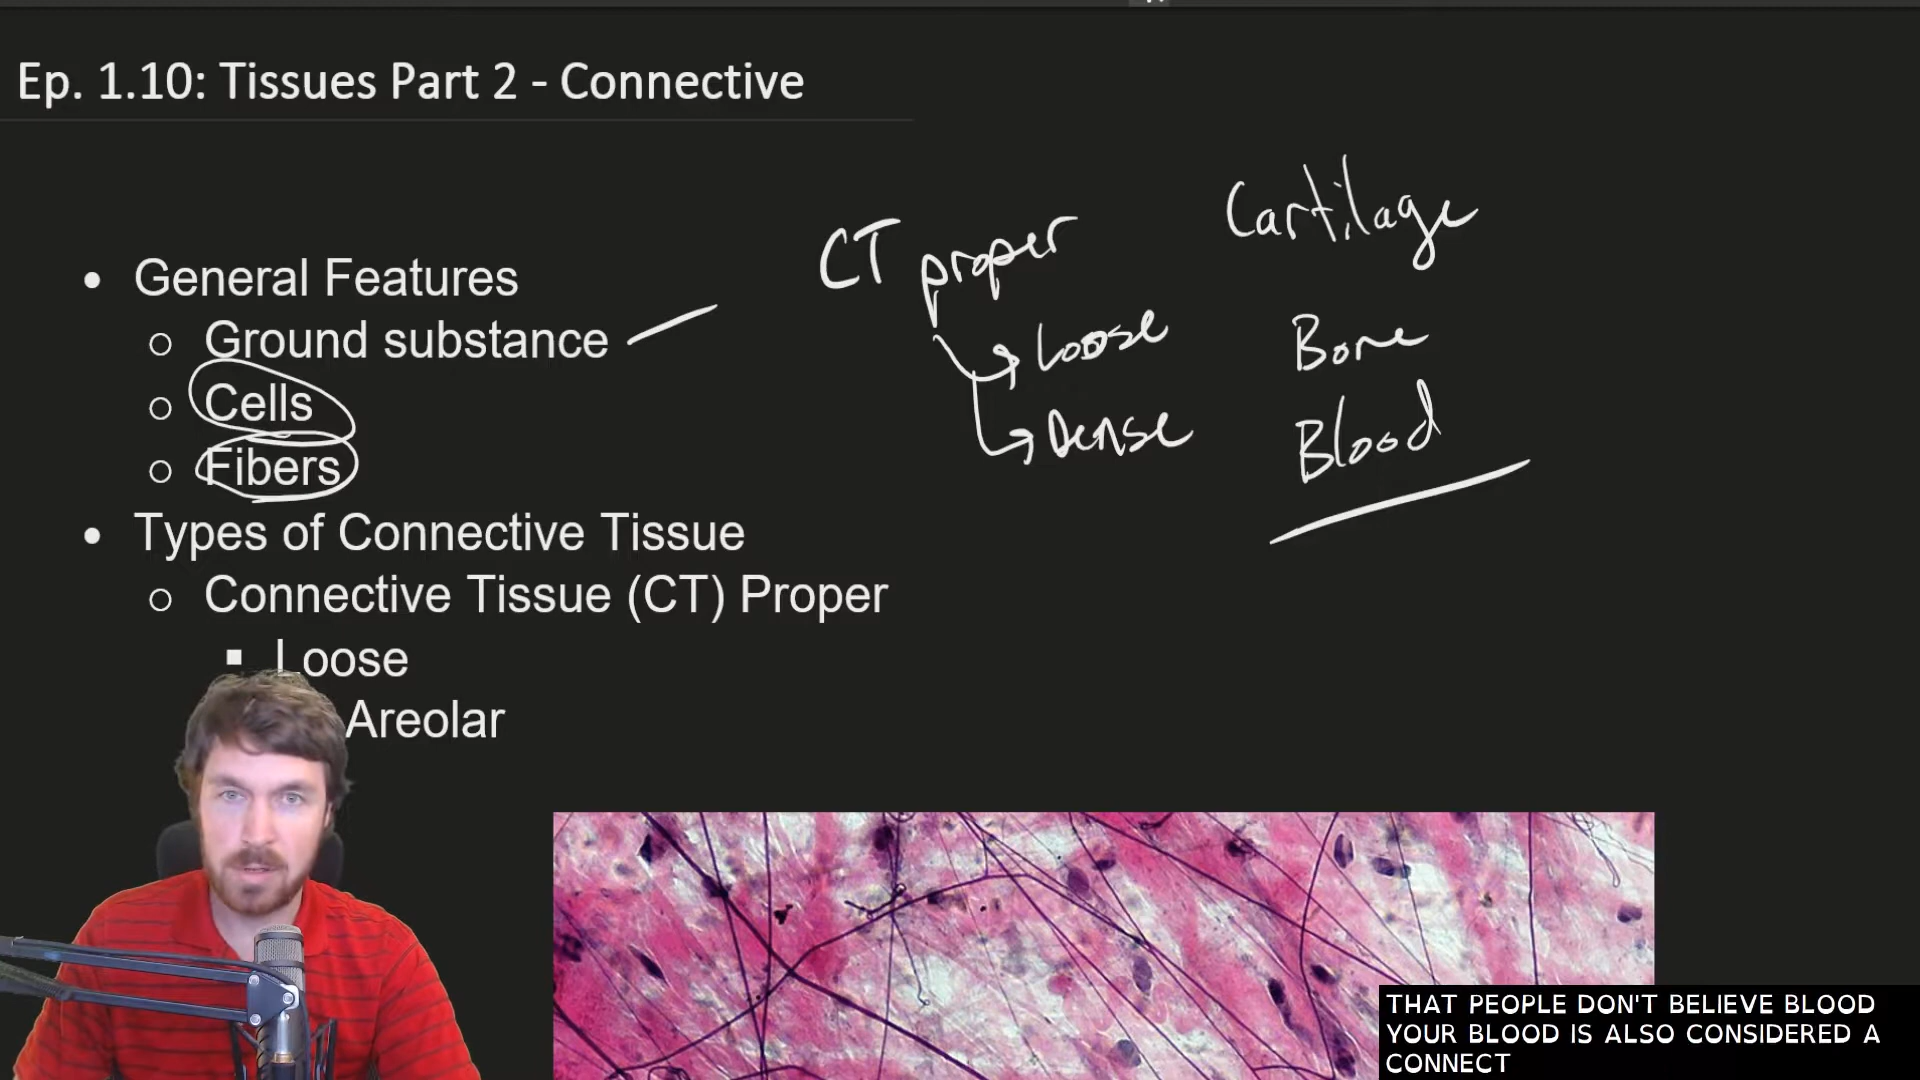 Ep. 1.10: Tissues Part 2 - Connective
General Features
Ground substance
Cells
Fibers
Types of Connective Tissue
Connective Tissue (CT) Proper
Loose
Areolar
CT proper
Loose
Dense
Cartilage
Bone
Blood
THAT PEOPLE DON'T BELIEVE BLOOD
YOUR BLOOD IS ALSO CONSIDERED A
CONNECT